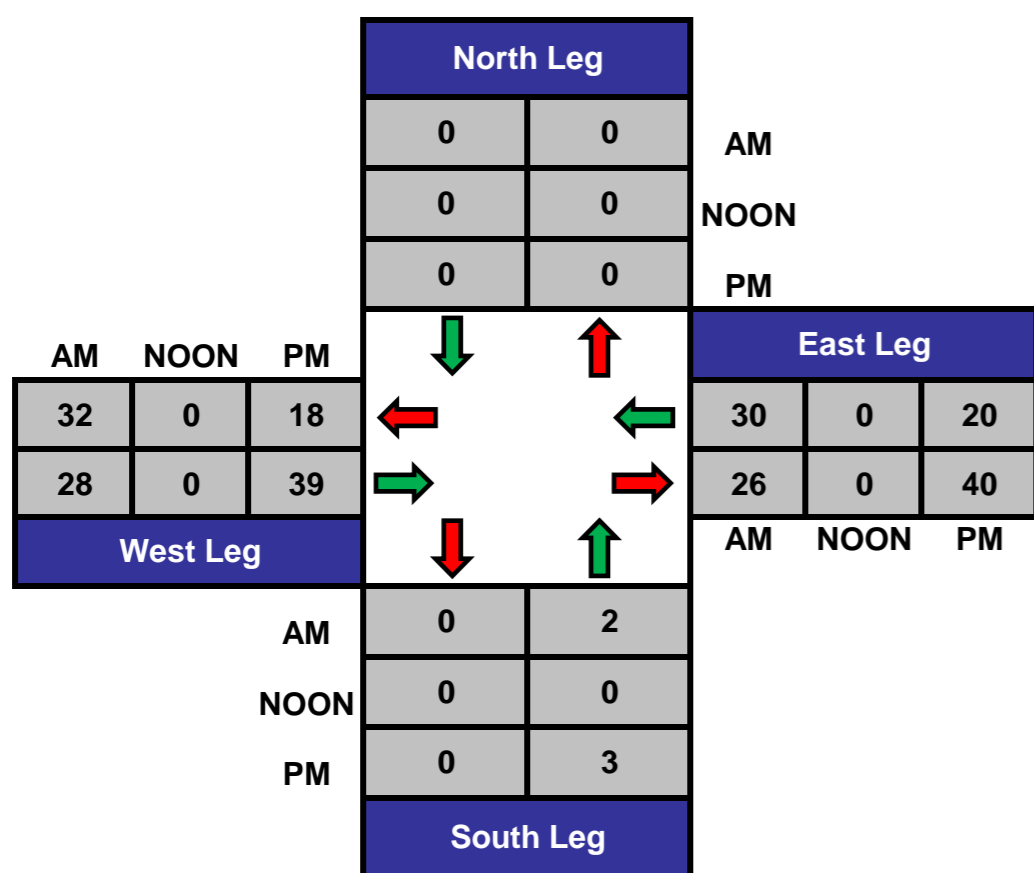 North Leg
0 0 AM
0 0 NOON
0 0 PM
East Leg
AM NOON PM
32 0 18 30 0 20
28 0 39 26 0 40
West Leg AM NOON PM
AM 0 2
NOON 0 0
PM 0 3
South Leg